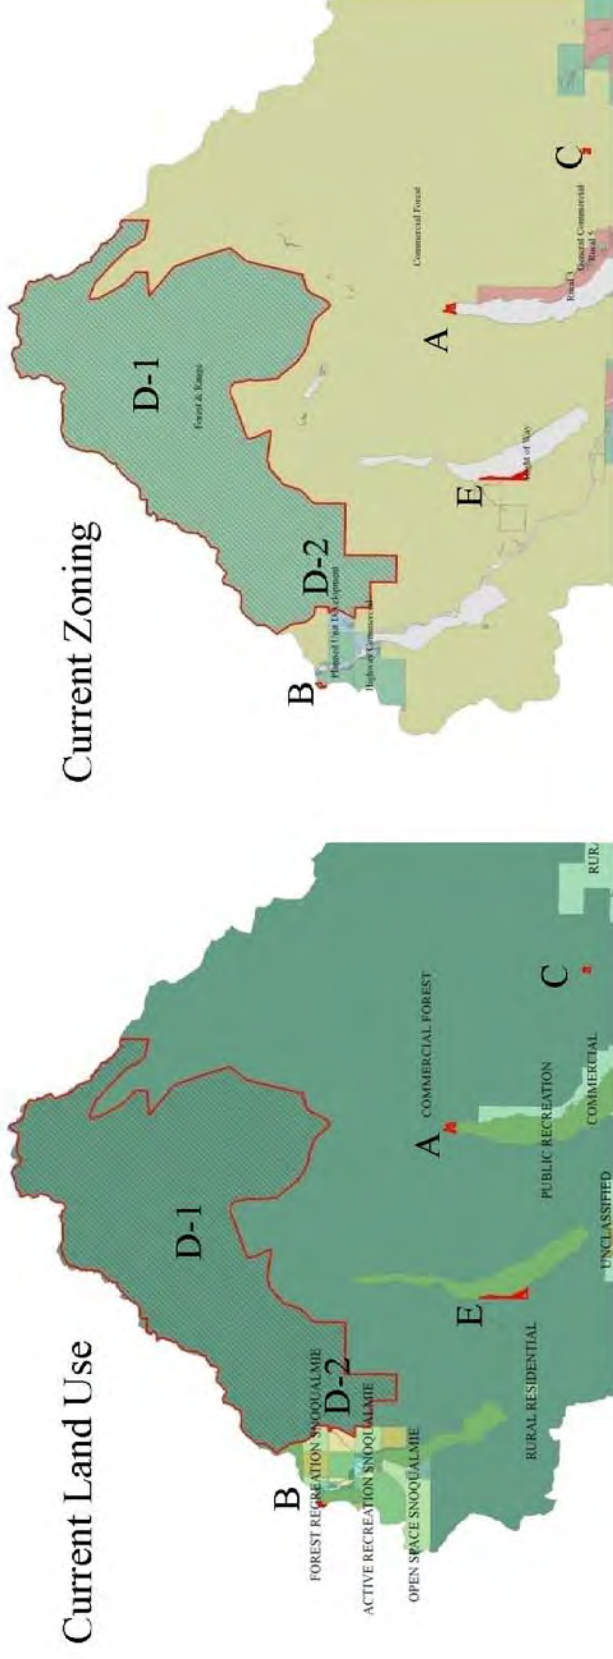 Current Land Use
D-1
D-2
B
FOREST RECREATION SNOQUALMIE
ACTIVE RECREATION SNOQUALMIE
OPEN SPACE SNOQUALMIE
COMMERCIAL FOREST
A
E
C
PUBLIC RECREATION
RURAL RESIDENTIAL
COMMERCIAL
UNCLASSIFIED
RURA
Current Zoning
D-1
Forest & Range
D-2
B
Planned Unit Development
Highway Commercial
Commercial Forest
A
E
C
Right of Way
Rural 3
General Commercial
Rural 5